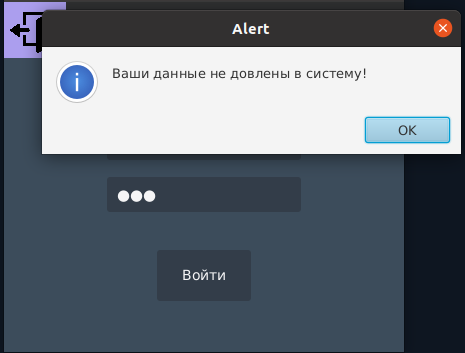 Alert
Ваши данные не довлены в систему!
OK
Войти